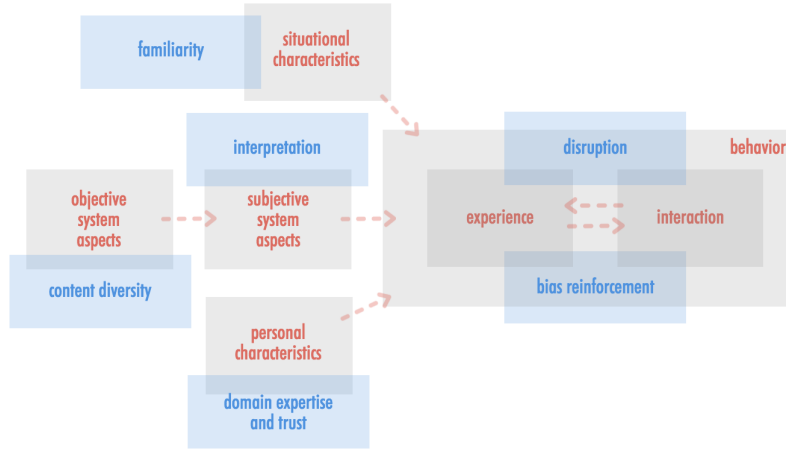 familiarity
situational
characteristics
interpretation
disruption
behavior
objective
system
aspects
subjective
system
aspects
experience
interaction
content diversity
bias reinforcement
personal
characteristics
domain expertise
and trust